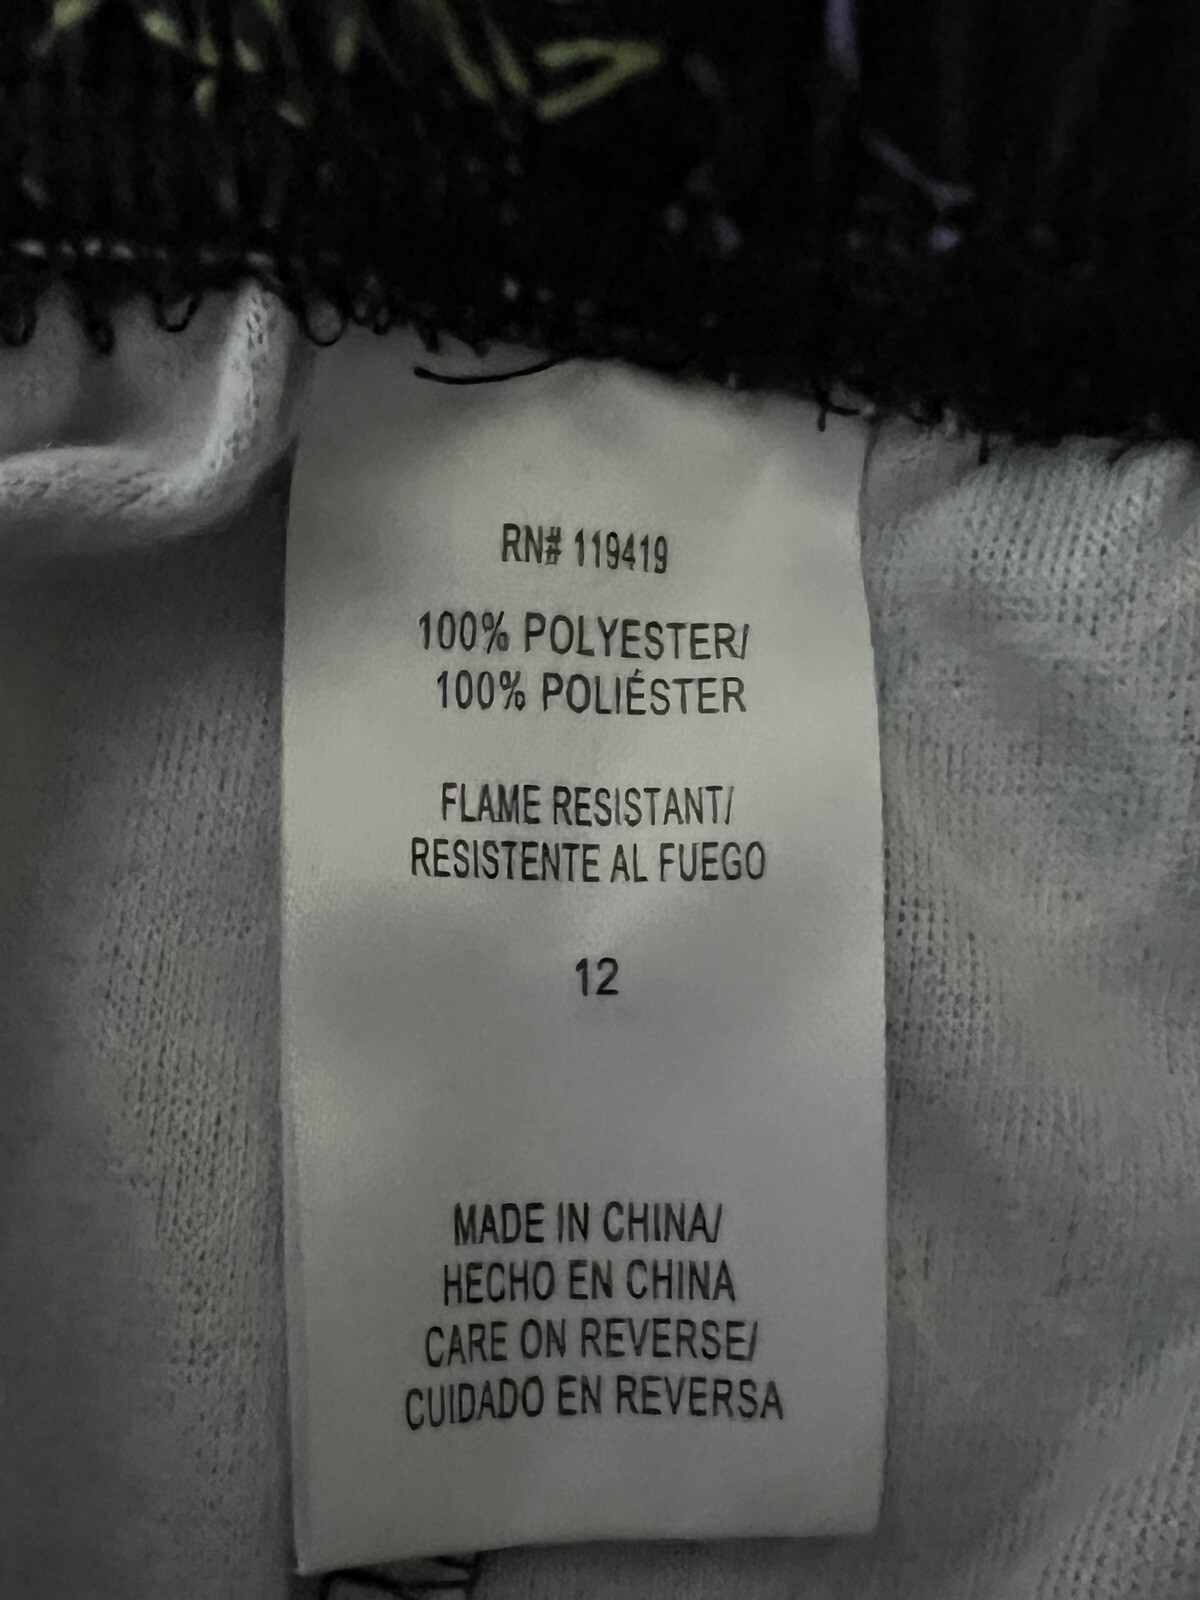 RN# 119419
100% POLYESTER/
100% POLIÉSTER
FLAME RESISTANT/
RESISTENTE AL FUEGO
12
MADE IN CHINA/
HECHO EN CHINA
CARE ON REVERSE/
CUIDADO EN REVERSA